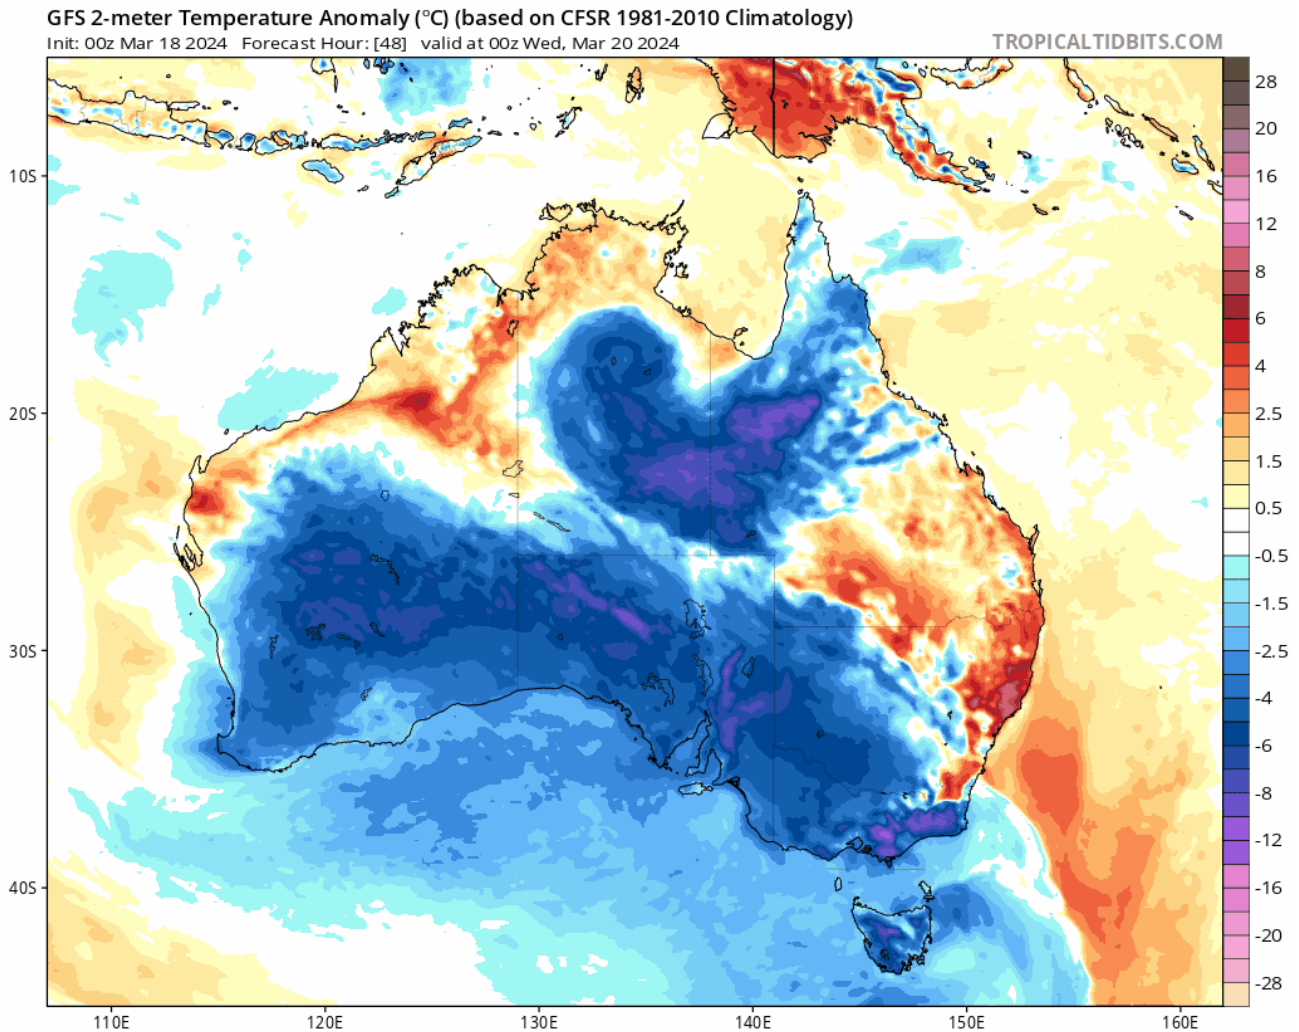 GFS 2-meter Temperature Anomaly (°C) (based on CFSR 1981-2010 Climatology)
Init: 00z Mar 18 2024 Forecast Hour: [48] valid at 00z Wed, Mar 20 2024
TROPICALTIDBITS.COM
28
20
16
12
8
6
4
2.5
1.5
0.5
-0.5
-1.5
-2.5
-4
-6
-8
-12
-16
-20
-28
10S
20S
30S
40S
110E
120E
130E
140E
150E
160E